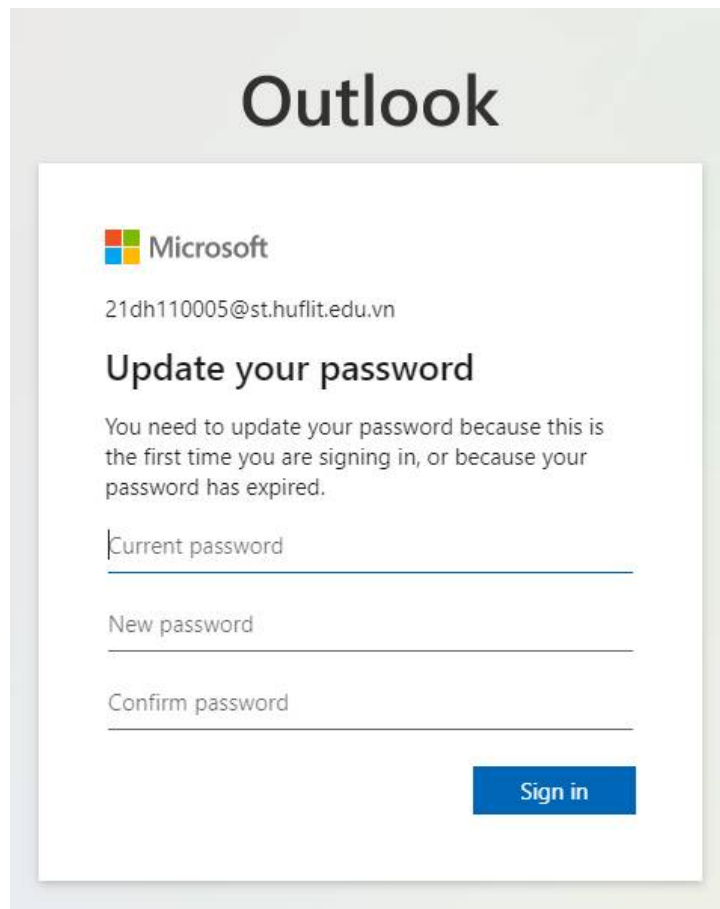 Outlook
Microsoft
21dh110005@st.huflit.edu.vn
Update your password
You need to update your password because this is
the first time you are signing in, or because your
password has expired.
Current password
New password
Confirm password
Sign in